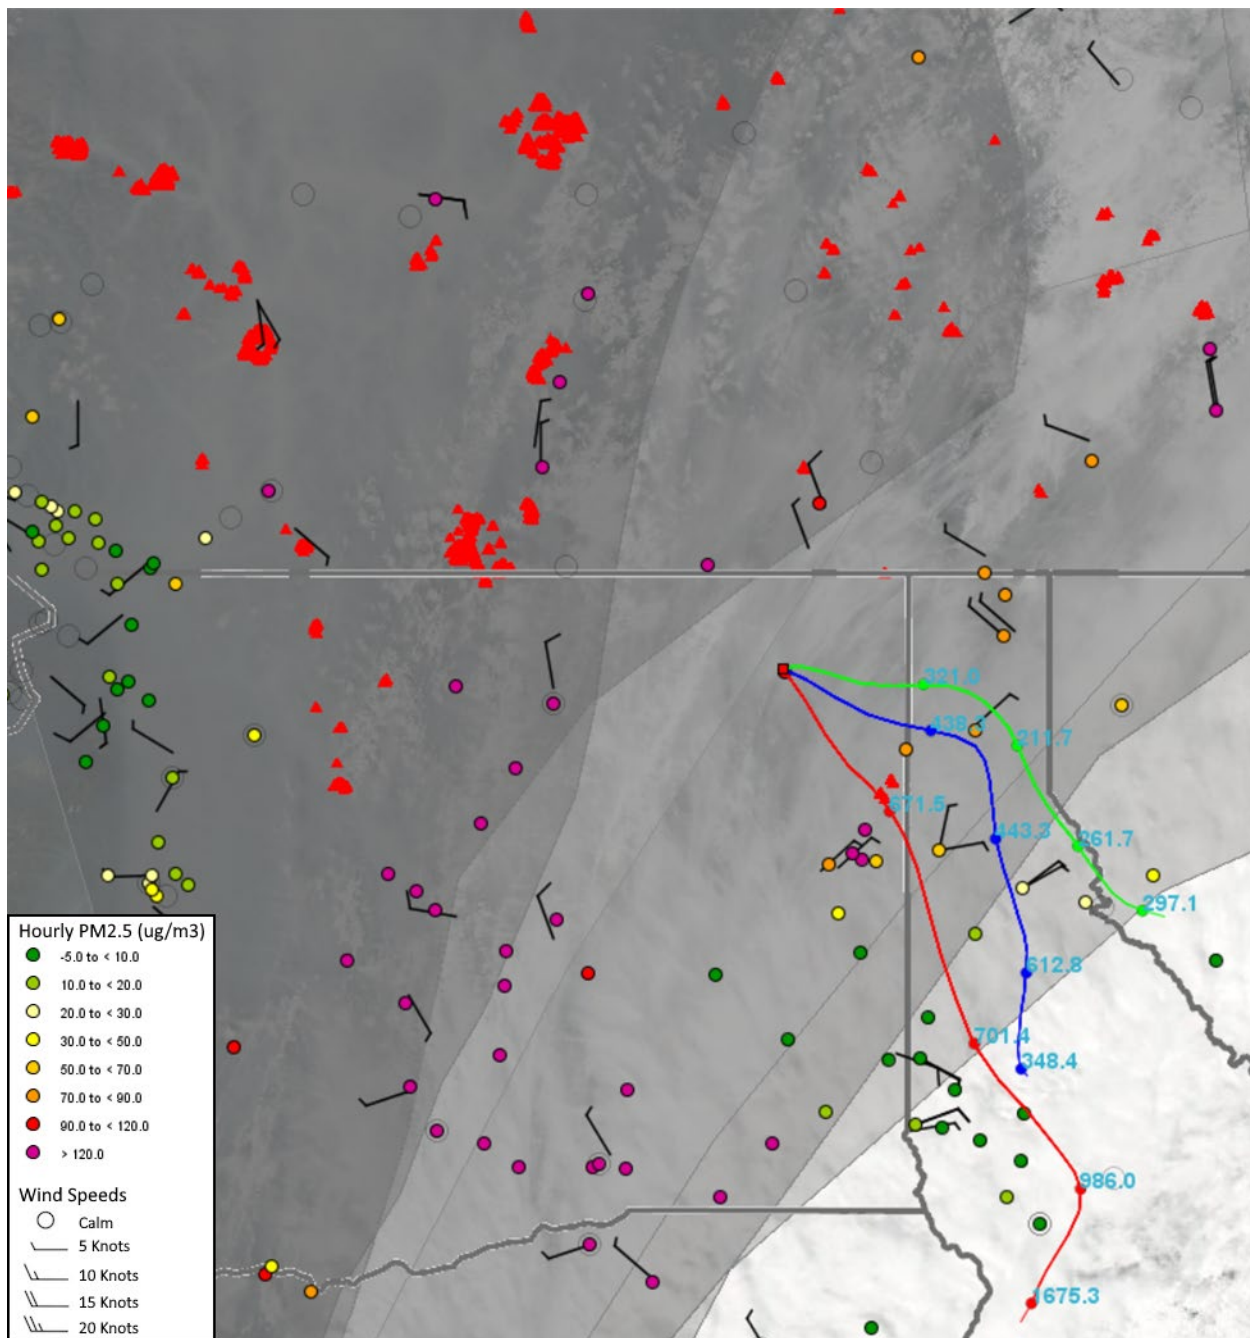 321.0
438.3
211.7
671.5
443.3
261.7
297.1
612.8
701.4
348.4
986.0
1675.3
Hourly PM2.5 (ug/m3)
-5.0 to < 10.0
10.0 to < 20.0
20.0 to < 30.0
30.0 to < 50.0
50.0 to < 70.0
70.0 to < 90.0
90.0 to < 120.0
> 120.0
Wind Speeds
Calm
5 Knots
10 Knots
15 Knots
20 Knots